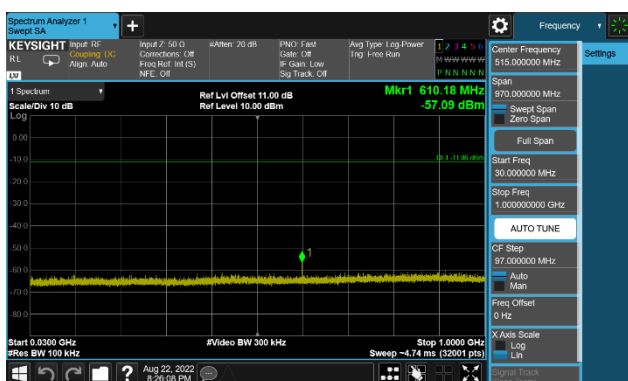 Spectrum Analyzer 1
Swept SA
Frequency
KEYSIGHT
Input: RF
Coupling: DC
Align: Auto
Input Z: 50 Ω
Corrections: Off
Freq Ref: Int (S)
NFE: Off
#Atten: 20 dB
PNO: Fast
Gate: Off
IF Gain: Low
Sig Track: Off
Avg Type: Log-Power
Trig: Free Run
1 2 3 4 5 6
M W W W W W
P N N N N N
R L
LXI
1 Spectrum
Scale/Div 10 dB
Log
Ref Lvl Offset 11.00 dB
Ref Level 10.00 dBm
Mkr1 610.18 MHz
-57.09 dBm
0.00
-10.0
-20.0
-30.0
-40.0
-50.0
-60.0
-70.0
-80.0
1
Start 0.0300 GHz
#Res BW 100 kHz
#Video BW 300 kHz
Stop 1.0000 GHz
Sweep ~4.74 ms (32001 pts)
Aug 22, 2022
8:26:08 PM
Center Frequency
515.000000 MHz
Settings
Span
970.000000 MHz
Swept Span
Zero Span
Full Span
Start Freq
30.000000 MHz
Stop Freq
1.000000000 GHz
AUTO TUNE
CF Step
97.000000 MHz
Auto
Man
Freq Offset
0 Hz
X Axis Scale
Log
Lin
Signal Track